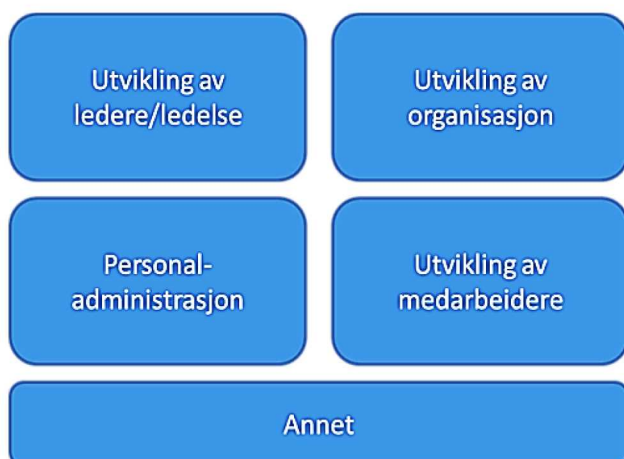 Utvikling av
ledere/ledelse
Utvikling av
organisasjon
Personal-
administrasjon
Utvikling av
medarbeidere
Annet